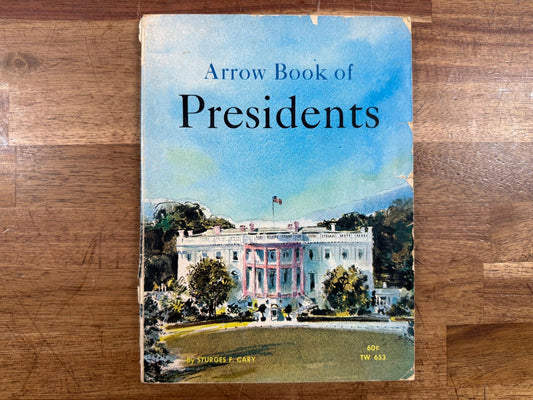 Arrow Book of
Presidents
By STURGES F. CARY
60¢
TW 653